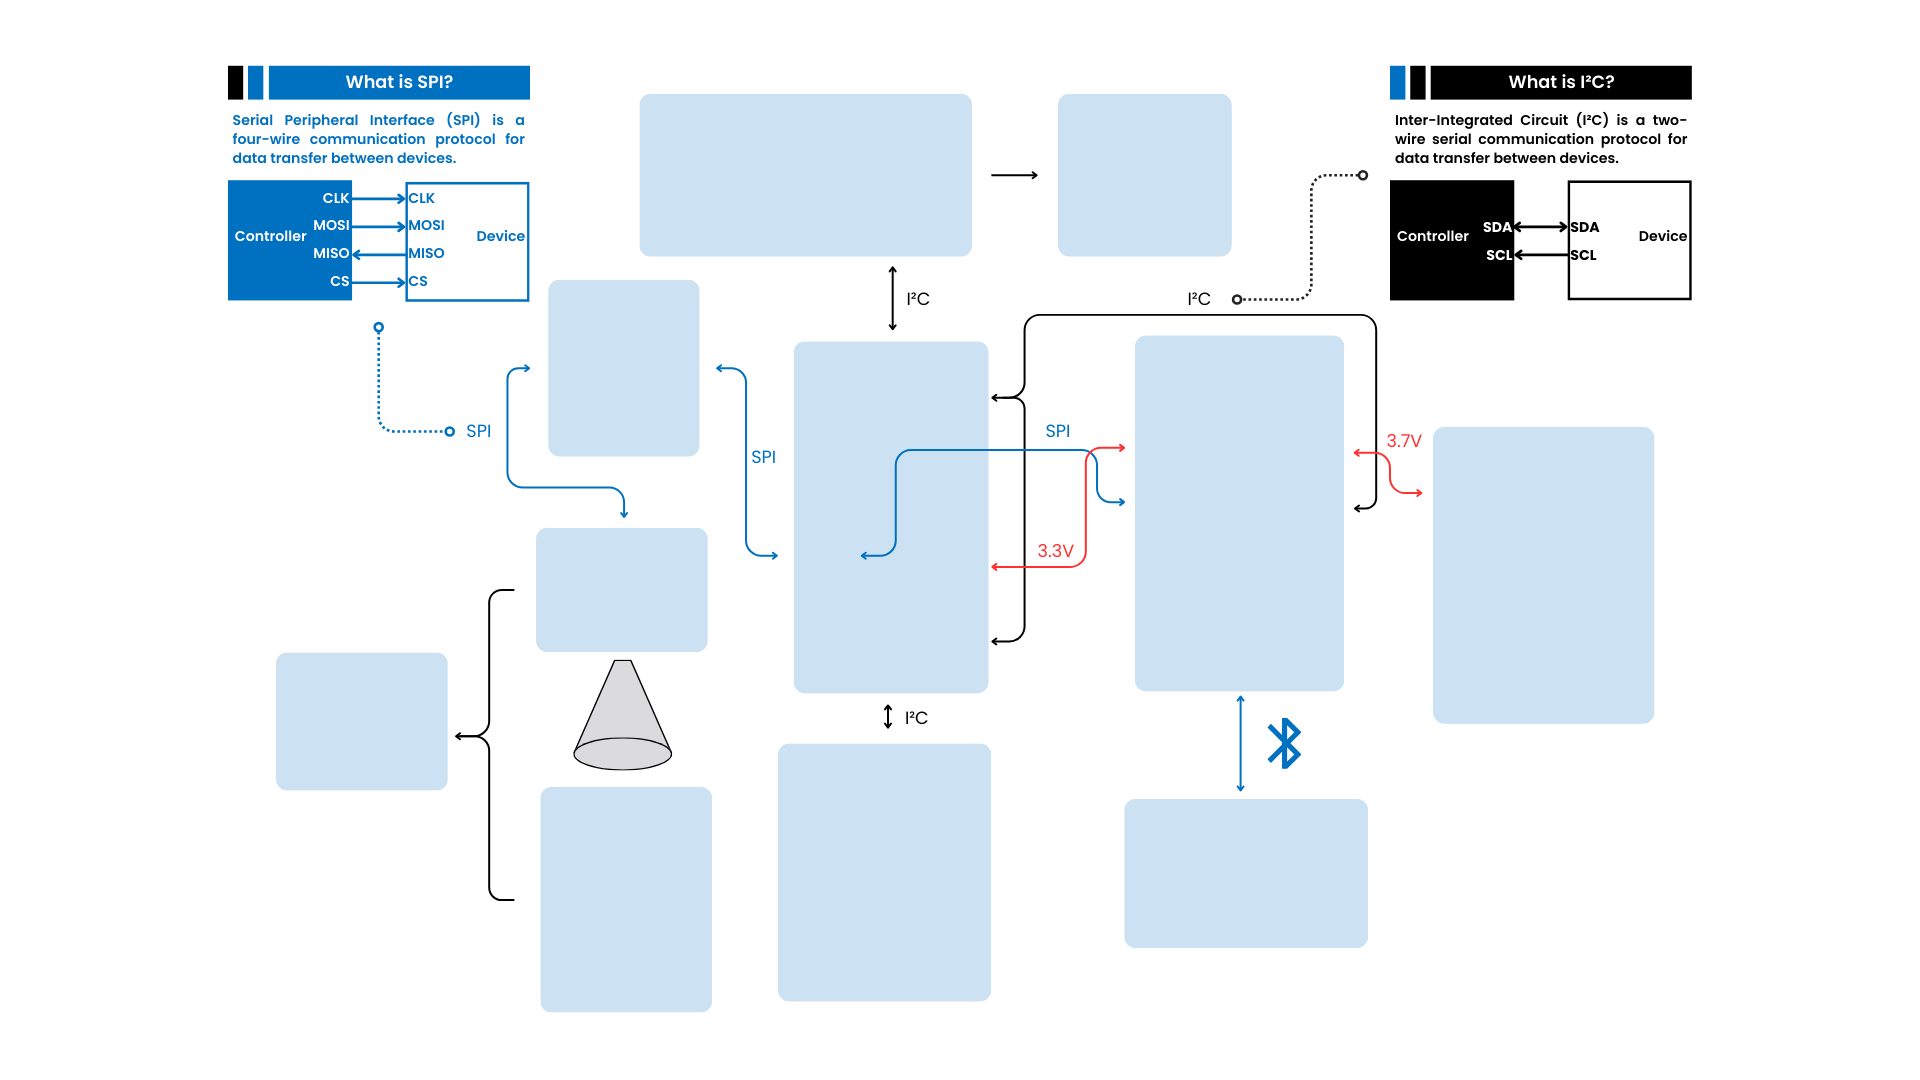 What is SPI?
Serial Peripheral Interface (SPI) is a
four-wire communication protocol for
data transfer between devices.
Controller
CLK
MOSI
MISO
CS
CLK
MOSI
MISO
CS
Device
What is I²C?
Inter-Integrated Circuit (I²C) is a two-
wire serial communication protocol for
data transfer between devices.
Controller
SDA
SCL
SDA
SCL
Device
I²C
I²C
SPI
SPI
SPI
3.7V
3.3V
I²C